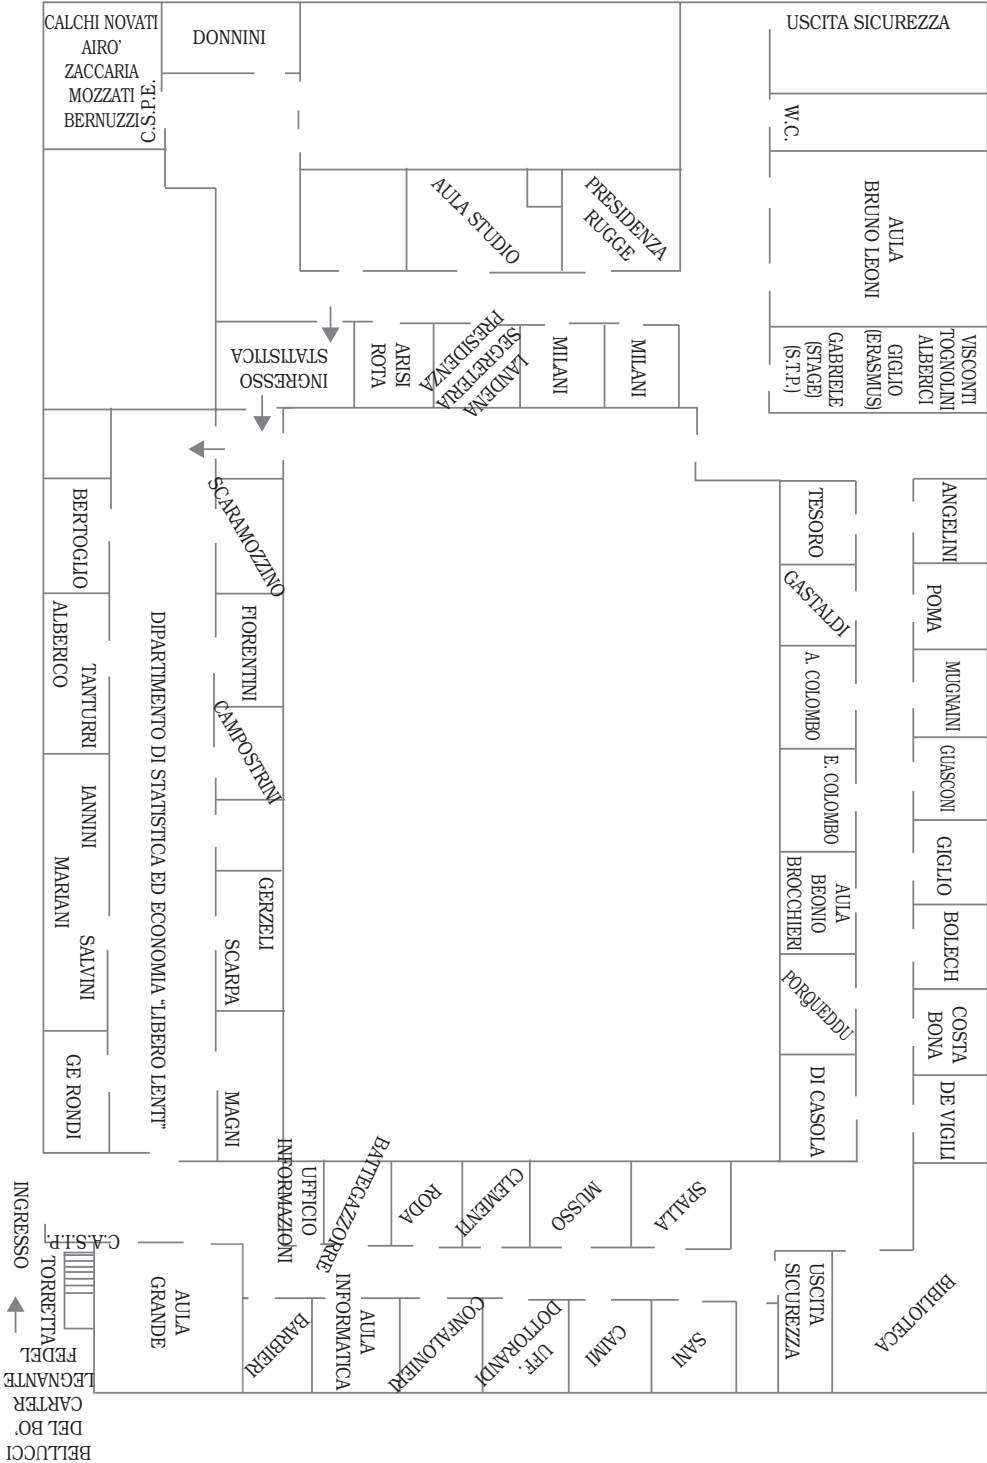 CALCHI NOVATI
AIRO'
ZACCARIA
MOZZATI
BERNUZZI
C.S.P.E.
DONNINI
USCITA SICUREZZA
W.C.
AULA
BRUNO LEONI
AULA STUDIO
PRESIDENZA
RUGGE
INGRESSO
STATISTICA
ARISI
ROTA
LANDENA
SEGRETERIA
PRESIDENZA
MILANI
MILANI
VISCONTI
TOGNOLINI
ALBERICI
GIGLIO
(ERASMUS)
GABRIELE
(STAGE)
(S.T.P.)
BERTOGLIO
SCARAMOZZINO
TESORO
ANGELINI
ALBERICO
TANTURRI
FIORENTINI
GASTALDI
POMA
DIPARTIMENTO DI STATISTICA ED ECONOMIA "LIBERO LENTI"
CAMPOSTRINI
A. COLOMBO
MUGNAINI
IANNINI
MARIANI
SALVINI
E. COLOMBO
GUASCONI
GERZELI
SCARPA
AULA
BEONIO
BROCCHIERI
GIGLIO
BOLECH
PORQUEDDU
COSTA
BONA
GE RONDI
MAGNI
DI CASOLA
DE VIGILI
UFFICIO
INFORMAZIONI
BATTEGAZZORRE
RODA
CLEMENTI
MUSSO
SPALLA
INGRESSO
C.A.S.I.P.
TORRETTA
AULA
GRANDE
BARBIERI
AULA
INFORMATICA
CONFALONIERI
UFF.
DOTTORANDI
CAIMI
SANI
USCITA
SICUREZZA
BIBLIOTECA
BELLUCCI
DEL BO'
CARTER
LEGNANTE
FEDEL